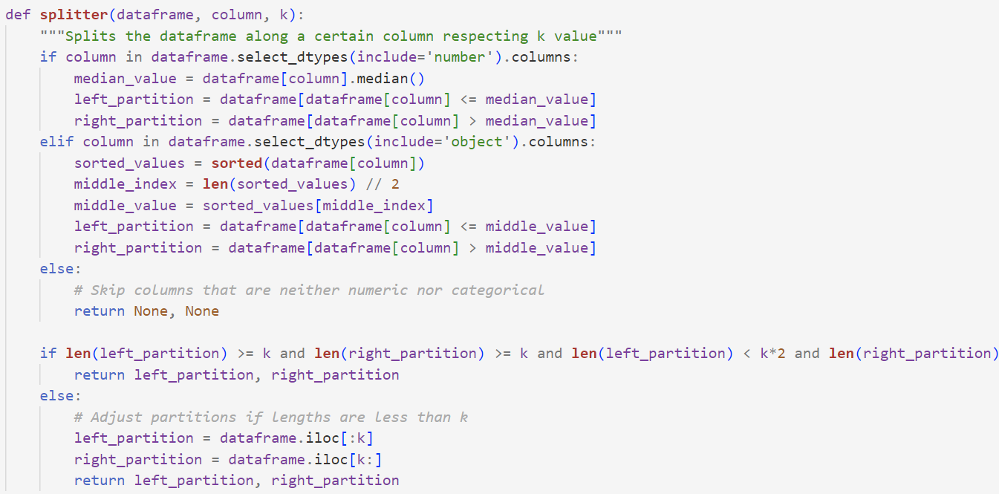 def splitter(dataframe, column, k):
    """Splits the dataframe along a certain column respecting k value"""
    if column in dataframe.select_dtypes(include='number').columns:
        median_value = dataframe[column].median()
        left_partition = dataframe[dataframe[column] <= median_value]
        right_partition = dataframe[dataframe[column] > median_value]
    elif column in dataframe.select_dtypes(include='object').columns:
        sorted_values = sorted(dataframe[column])
        middle_index = len(sorted_values) // 2
        middle_value = sorted_values[middle_index]
        left_partition = dataframe[dataframe[column] <= middle_value]
        right_partition = dataframe[dataframe[column] > middle_value]
    else:
        # Skip columns that are neither numeric nor categorical
        return None, None
    if len(left_partition) >= k and len(right_partition) >= k and len(left_partition) < k*2 and len(right_partition)
        return left_partition, right_partition
    else:
        # Adjust partitions if lengths are less than k
        left_partition = dataframe.iloc[:k]
        right_partition = dataframe.iloc[k:]
        return left_partition, right_partition